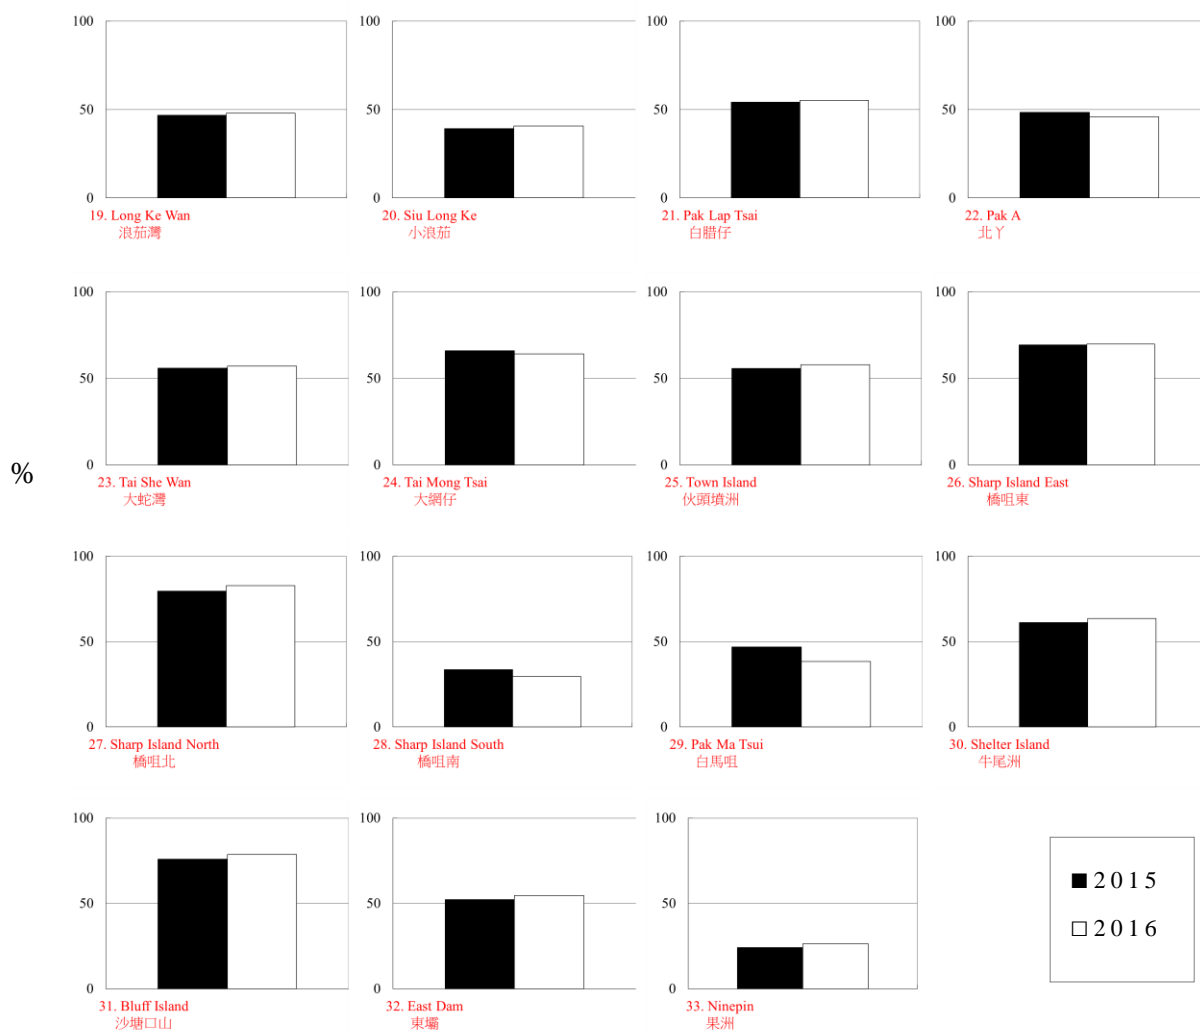 100
50
0
19. Long Ke Wan
浪茄灣
100
50
0
20. Siu Long Ke
小浪茄
100
50
0
21. Pak Lap Tsai
白腊仔
100
50
0
22. Pak A
北丫
%
100
50
0
23. Tai She Wan
大蛇灣
100
50
0
24. Tai Mong Tsai
大網仔
100
50
0
25. Town Island
伙頭墳洲
100
50
0
26. Sharp Island East
橋咀東
100
50
0
27. Sharp Island North
橋咀北
100
50
0
28. Sharp Island South
橋咀南
100
50
0
29. Pak Ma Tsui
白馬咀
100
50
0
30. Shelter Island
牛尾洲
100
50
0
31. Bluff Island
沙塘口山
100
50
0
32. East Dam
東壩
100
50
0
33. Ninepin
果洲
2015
2016